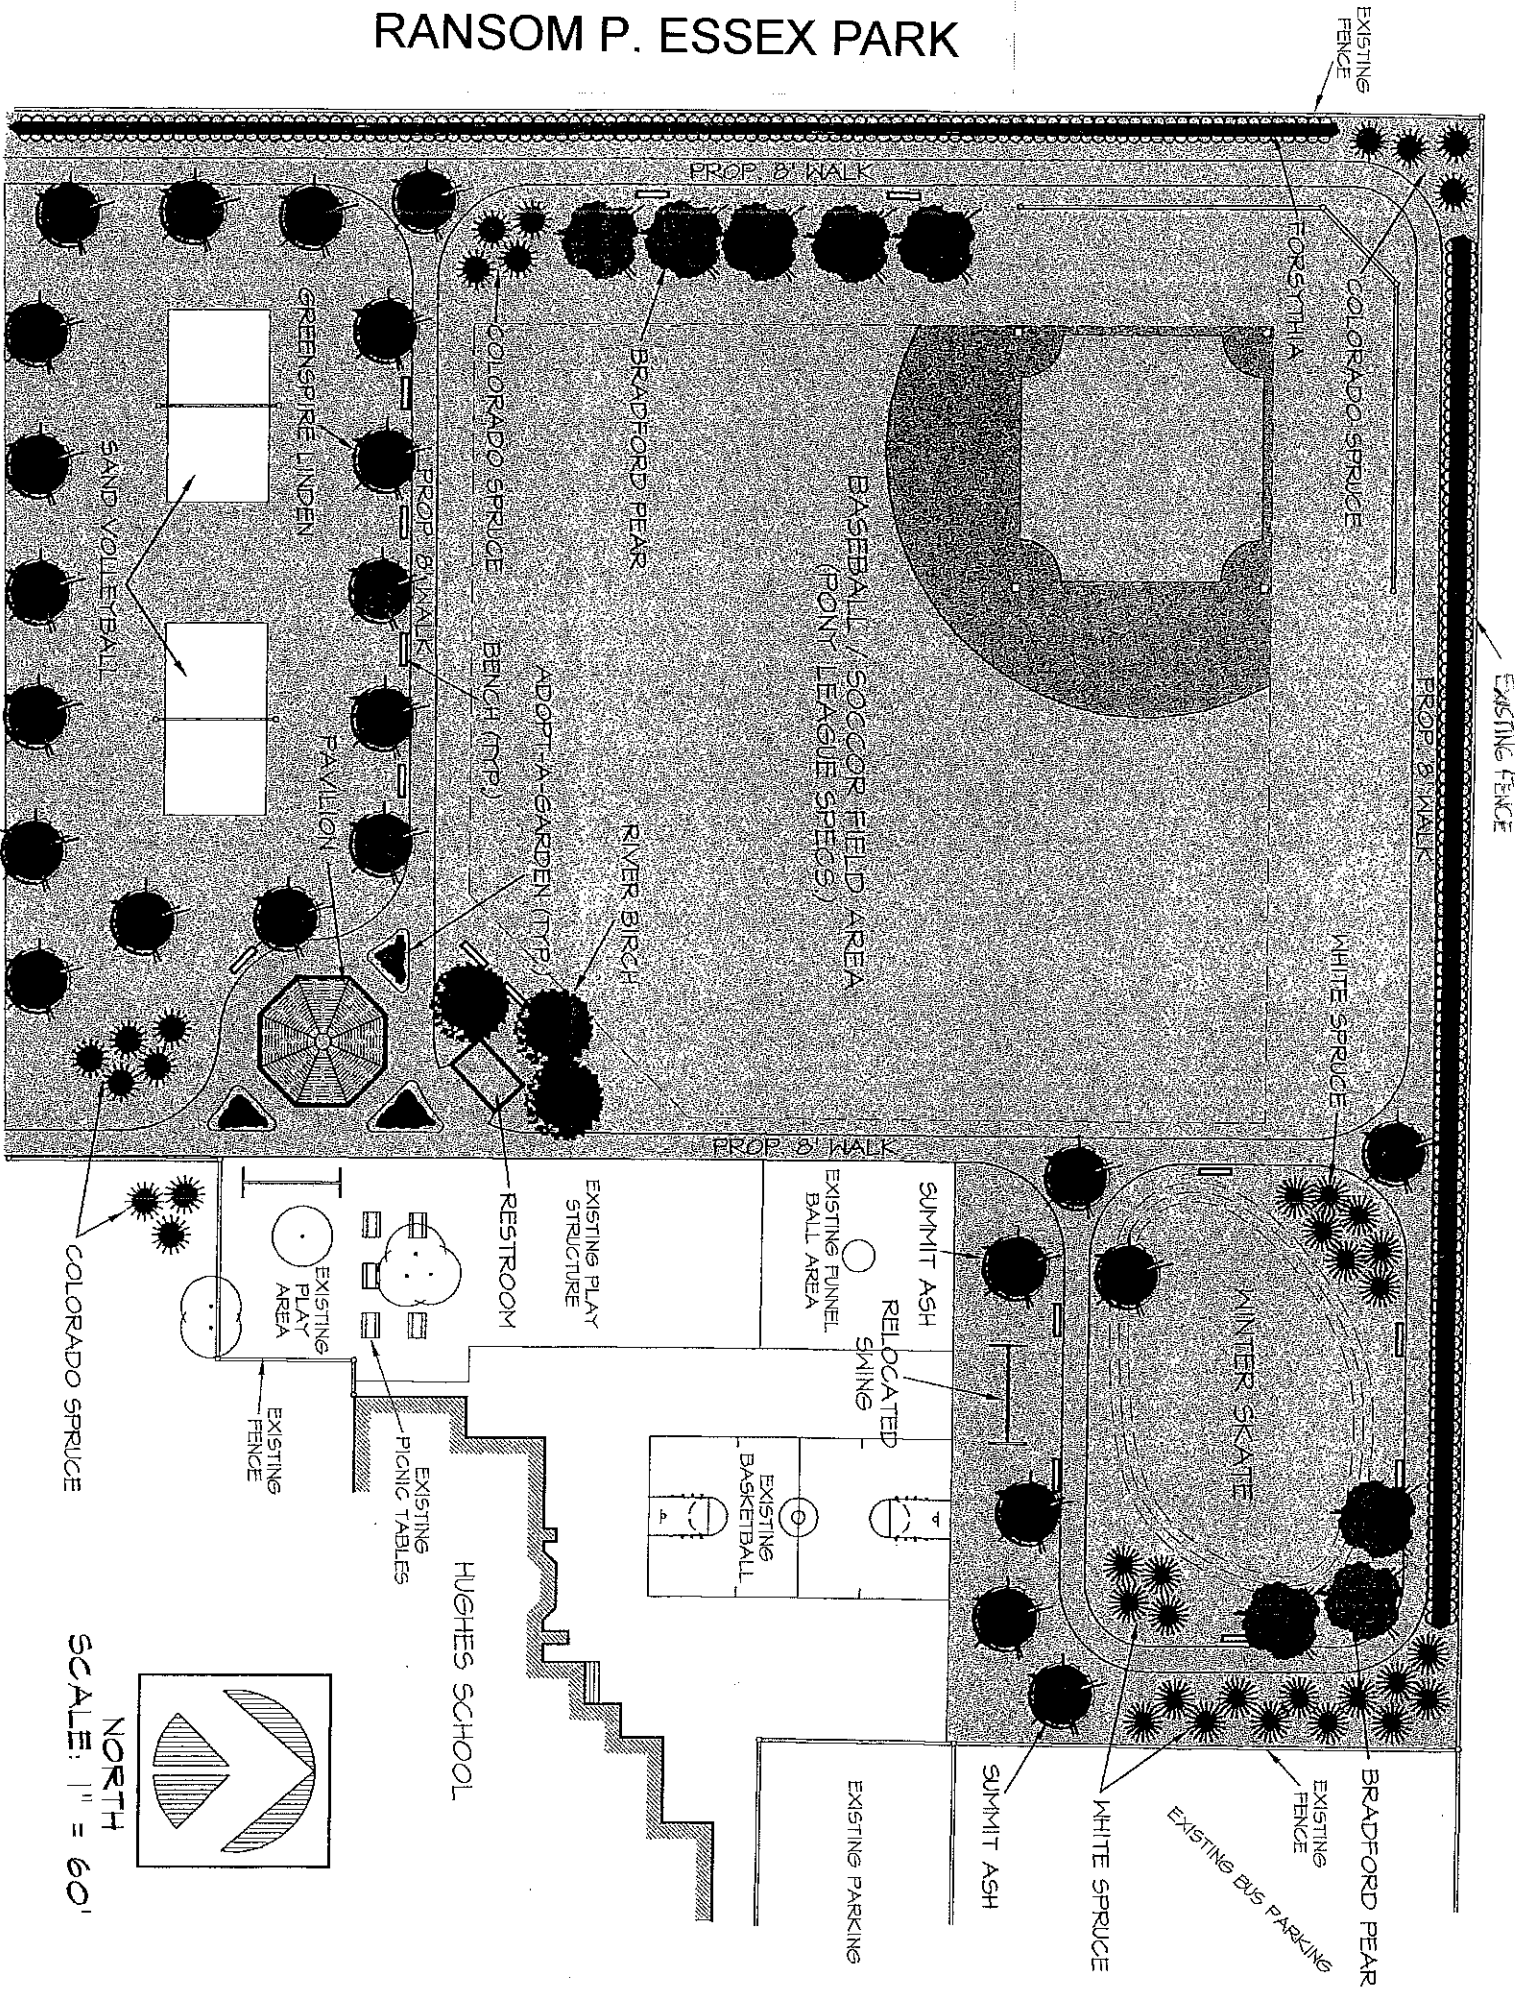 RANSOM P. ESSEX PARK
EXISTING
FENCE
PROP. 8' WALK
FORSYTHIA
COLORADO SPRUCE
EXISTING FENCE
PROP. 8' WALK
GREENSPIRE LINDEN
COLORADO SPRUCE
BRADFORD PEAR
BASEBALL / SOCCOR FIELD AREA
(PONY LEAGUE SPECS.)
SAND VOLLEYBALL
PROP 8' WALK
BENCH (TYP.)
ADOPT-A-GARDEN (TYP.)
PAVILION
RIVER BIRCH
WHITE SPRUCE
PROP 8' WALK
COLORADO SPRUCE
EXISTING
PLAY
AREA
RESTROOM
EXISTING PLAY
STRUCTURE
EXISTING FUNNEL
BALL AREA
SUMMIT ASH
RELOCATED
SWING
WINTER SKATE
EXISTING
FENCE
EXISTING
PICNIC TABLES
EXISTING
BASKETBALL
HUGHES SCHOOL
SUMMIT ASH
WHITE SPRUCE
EXISTING
FENCE
BRADFORD PEAR
EXISTING BUS PARKING
EXISTING PARKING
NORTH
SCALE: 1" = 60'